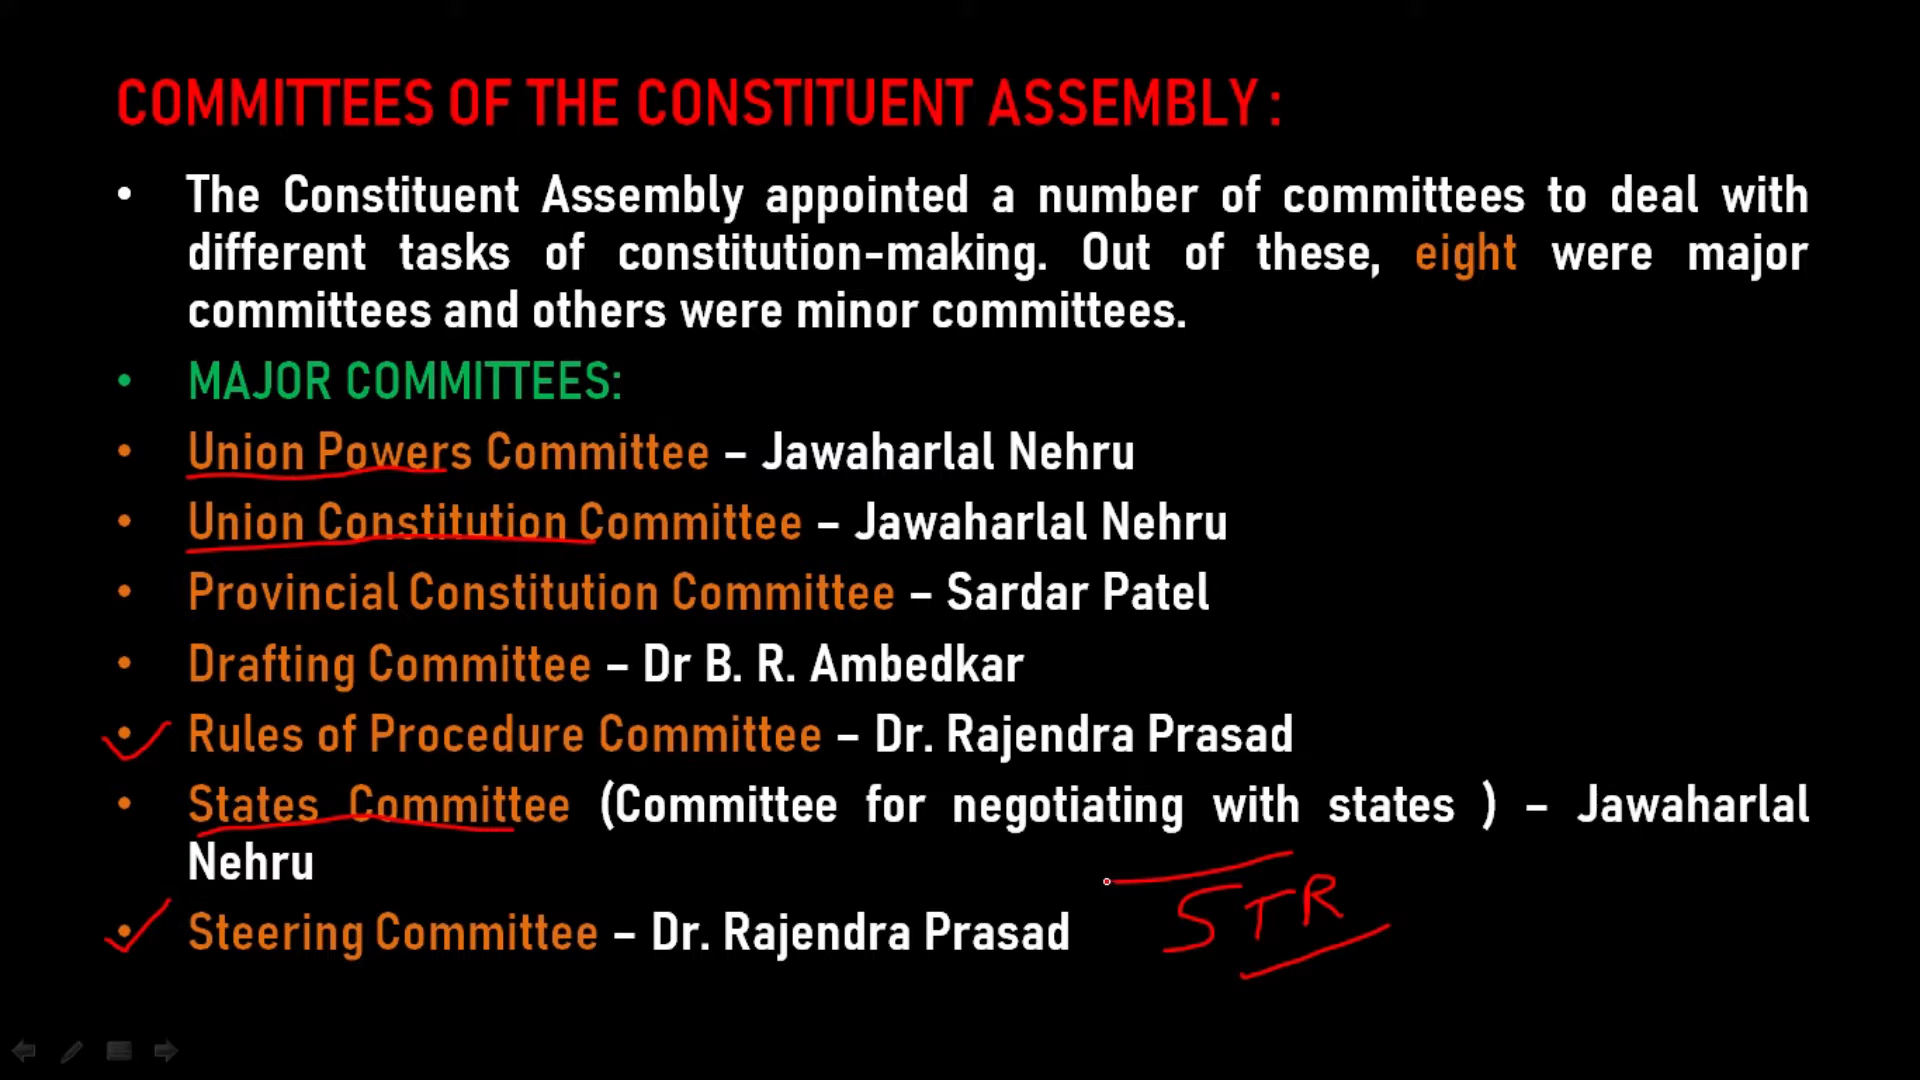 COMMITTEES OF THE CONSTITUENT ASSEMBLY:
• The Constituent Assembly appointed a number of committees to deal with
different tasks of constitution-making. Out of these, eight were major
committees and others were minor committees.
• MAJOR COMMITTEES:
• Union Powers Committee – Jawaharlal Nehru
• Union Constitution Committee – Jawaharlal Nehru
• Provincial Constitution Committee – Sardar Patel
• Drafting Committee – Dr B. R. Ambedkar
• Rules of Procedure Committee – Dr. Rajendra Prasad
• States Committee (Committee for negotiating with states ) – Jawaharlal
Nehru
• Steering Committee – Dr. Rajendra Prasad
STR